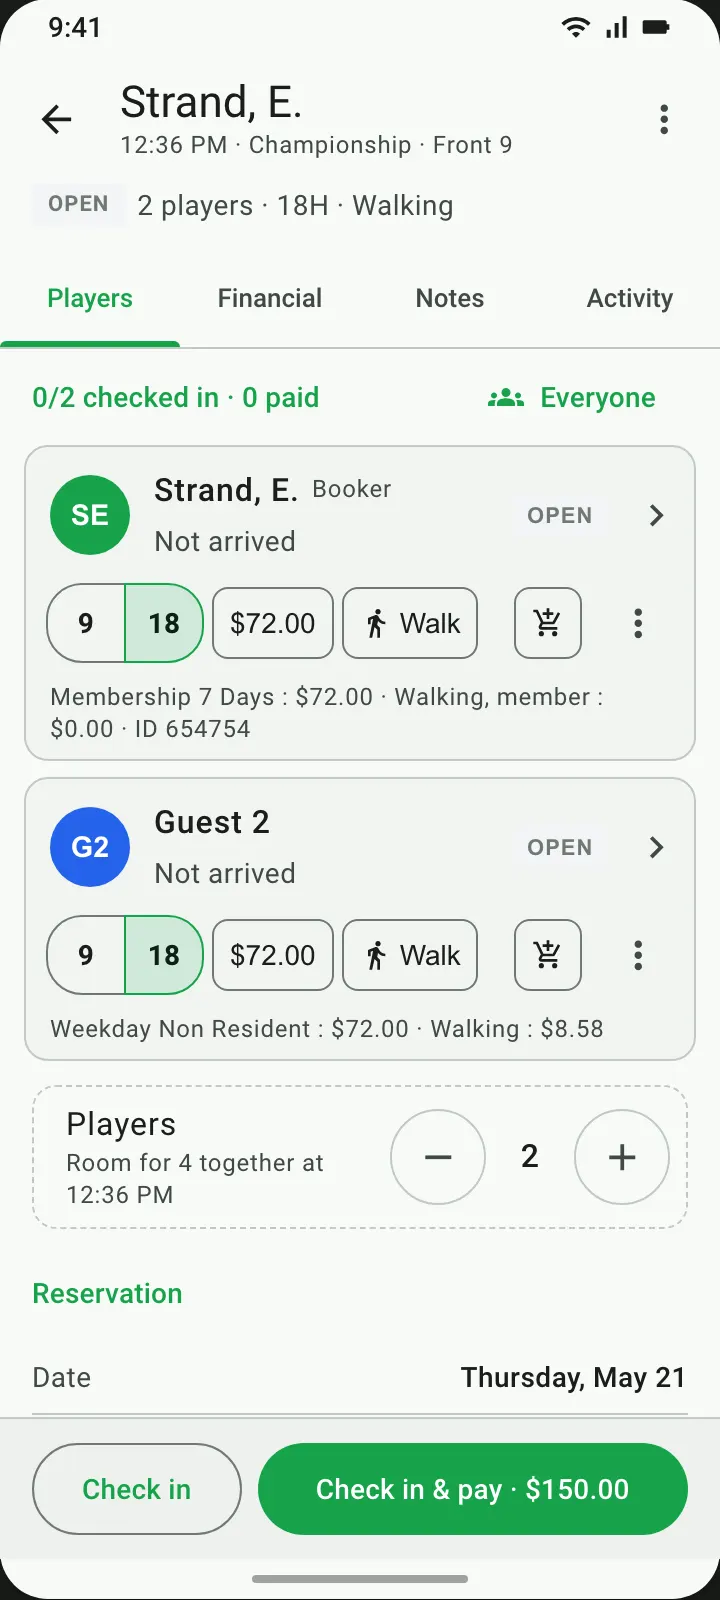 9:41
Strand, E.
12:36 PM · Championship · Front 9
OPEN 2 players · 18H · Walking
Players Financial Notes Activity
0/2 checked in · 0 paid Everyone
SE Strand, E. Booker OPEN
Not arrived
9 18 $72.00 Walk
Membership 7 Days : $72.00 · Walking, member :
$0.00 · ID 654754
G2 Guest 2 OPEN
Not arrived
9 18 $72.00 Walk
Weekday Non Resident : $72.00 · Walking : $8.58
Players
Room for 4 together at
12:36 PM
− 2 +
Reservation
Date Thursday, May 21
Check in Check in & pay · $150.00